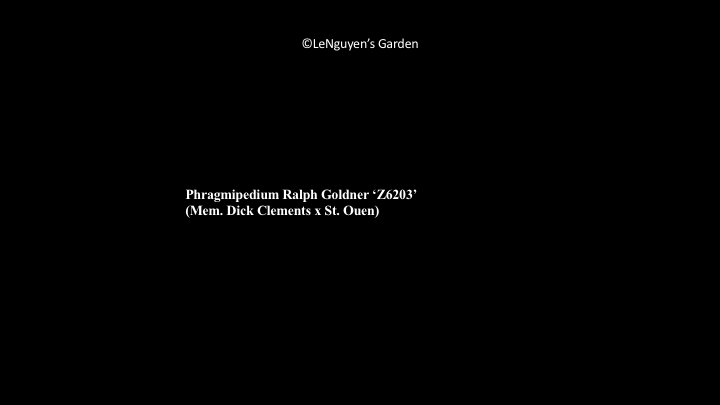 ©LeNguyen’s Garden
Phragmipedium Ralph Goldner ‘Z6203’
(Mem. Dick Clements x St. Ouen)